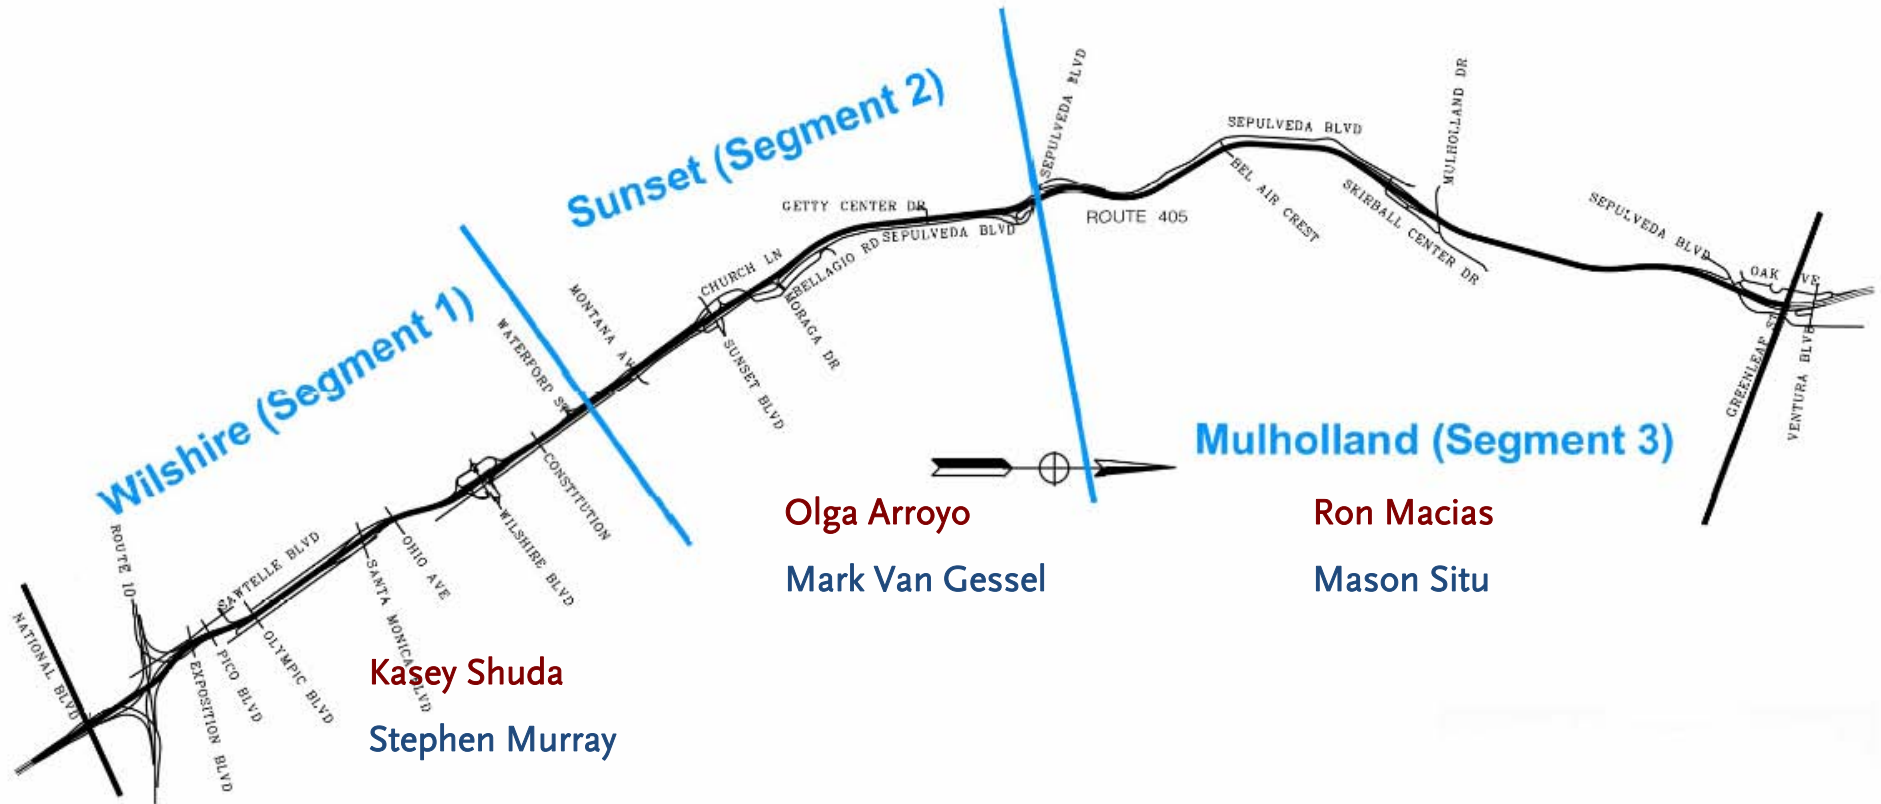 Wilshire (Segment 1)
Sunset (Segment 2)
Mulholland (Segment 3)
NATIONAL BLVD
ROUTE 10
EXPOSITION BLVD
PICO BLVD
SAWTELLE BLVD
OLYMPIC BLVD
SANTA MONICA BLVD
OHIO AVE
WILSHIRE BLVD
CONSTITUTION
WATERFORD ST
MONTANA AV
CHURCH LN
SUNSET BLVD
MORAGA DR
BELLAGIO RD
GETTY CENTER DR
SEPULVEDA BLVD
SEPULVEDA BLVD
ROUTE 405
SEPULVEDA BLVD
BEL AIR CREST
SKIRBALL CENTER DR
MULHOLLAND DR
SEPULVEDA BLVD
OAK VE
GREENLEAF ST
VENTURA BLVD
Kasey Shuda
Stephen Murray
Olga Arroyo
Mark Van Gessel
Ron Macias
Mason Situ